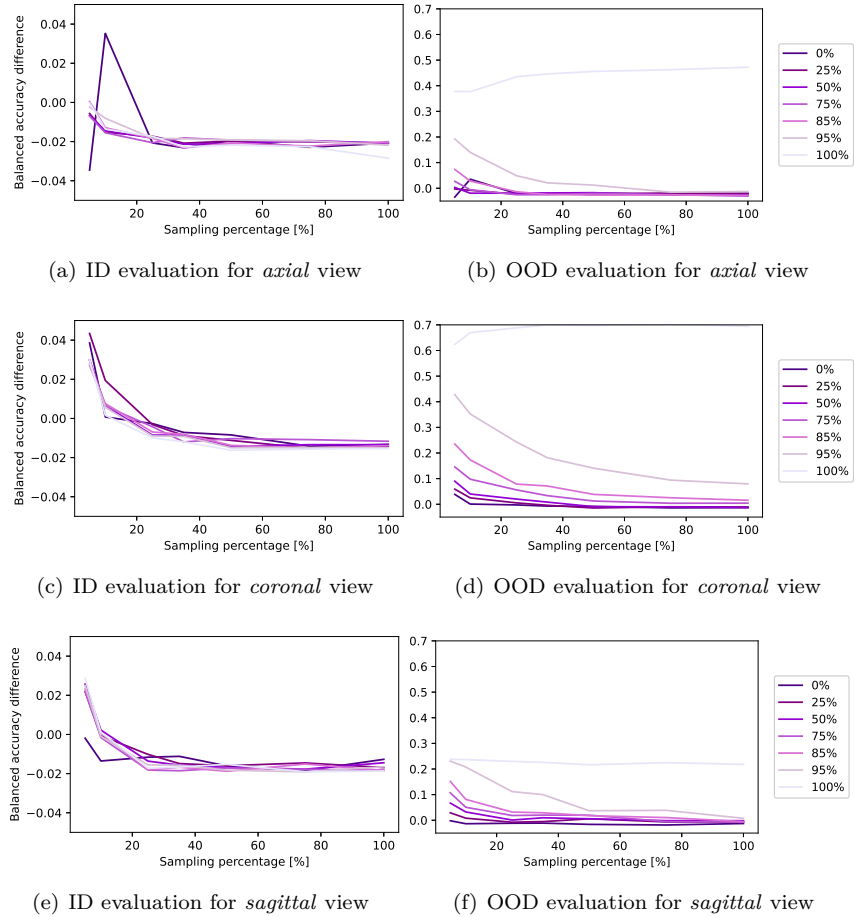 0.04
0.02
0.00
−0.02
−0.04
Balanced accuracy difference
20 40 60 80 100
Sampling percentage [%]
0.7
0.6
0.5
0.4
0.3
0.2
0.1
0.0
20 40 60 80 100
Sampling percentage [%]
0%
25%
50%
75%
85%
95%
100%
(a) ID evaluation for axial view
(b) OOD evaluation for axial view
0.04
0.02
0.00
−0.02
−0.04
Balanced accuracy difference
20 40 60 80 100
Sampling percentage [%]
0.7
0.6
0.5
0.4
0.3
0.2
0.1
0.0
20 40 60 80 100
Sampling percentage [%]
0%
25%
50%
75%
85%
95%
100%
(c) ID evaluation for coronal view
(d) OOD evaluation for coronal view
0.04
0.02
0.00
−0.02
−0.04
Balanced accuracy difference
20 40 60 80 100
Sampling percentage [%]
0.7
0.6
0.5
0.4
0.3
0.2
0.1
0.0
20 40 60 80 100
Sampling percentage [%]
0%
25%
50%
75%
85%
95%
100%
(e) ID evaluation for sagittal view
(f) OOD evaluation for sagittal view